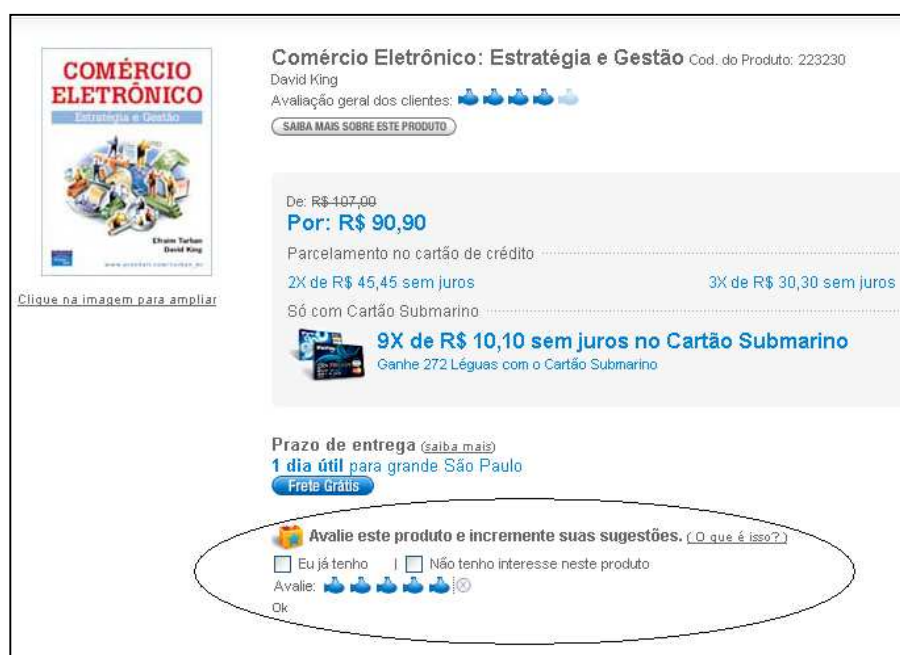 COMÉRCIO
ELETRÔNICO
Estratégia e Gestão
Efraim Turban
David King
Clique na imagem para ampliar
Comércio Eletrônico: Estratégia e Gestão Cod. do Produto: 223230
David King
Avaliação geral dos clientes:
SAIBA MAIS SOBRE ESTE PRODUTO
De: R$ 107,00
Por: R$ 90,90
Parcelamento no cartão de crédito
2X de R$ 45,45 sem juros 3X de R$ 30,30 sem juros
Só com Cartão Submarino
9X de R$ 10,10 sem juros no Cartão Submarino
Ganhe 272 Léguas com o Cartão Submarino
Prazo de entrega (saiba mais)
1 dia útil para grande São Paulo
Frete Grátis
Avalie este produto e incremente suas sugestões. ( O que é isso? )
Eu já tenho | Não tenho interesse neste produto
Avalie:
Ok